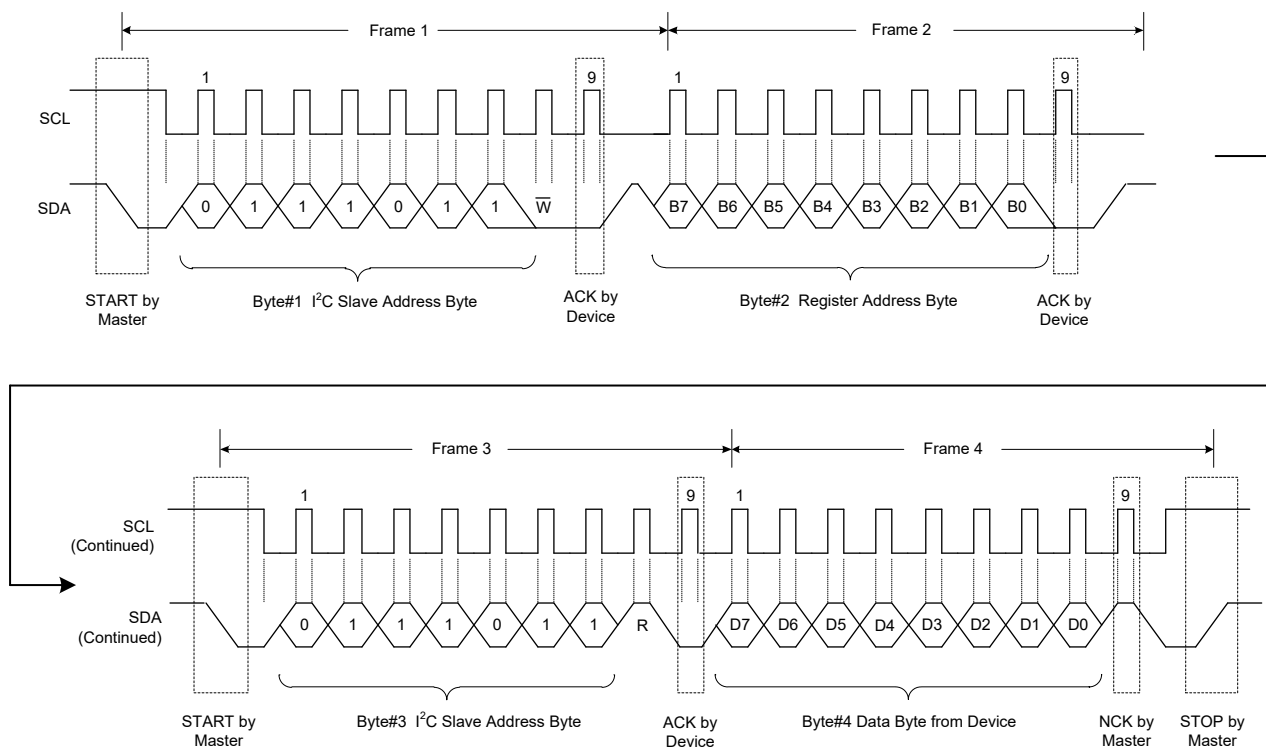 Frame 1 Frame 2
1 9 1 9
SCL
SDA 0 1 1 1 0 1 1 W̅ B7 B6 B5 B4 B3 B2 B1 B0
START by Master
Byte#1 I²C Slave Address Byte
ACK by Device
Byte#2 Register Address Byte
ACK by Device
Frame 3 Frame 4
1 9 1 9
SCL (Continued)
SDA (Continued) 0 1 1 1 0 1 1 R D7 D6 D5 D4 D3 D2 D1 D0
START by Master
Byte#3 I²C Slave Address Byte
ACK by Device
Byte#4 Data Byte from Device
NCK by Master
STOP by Master